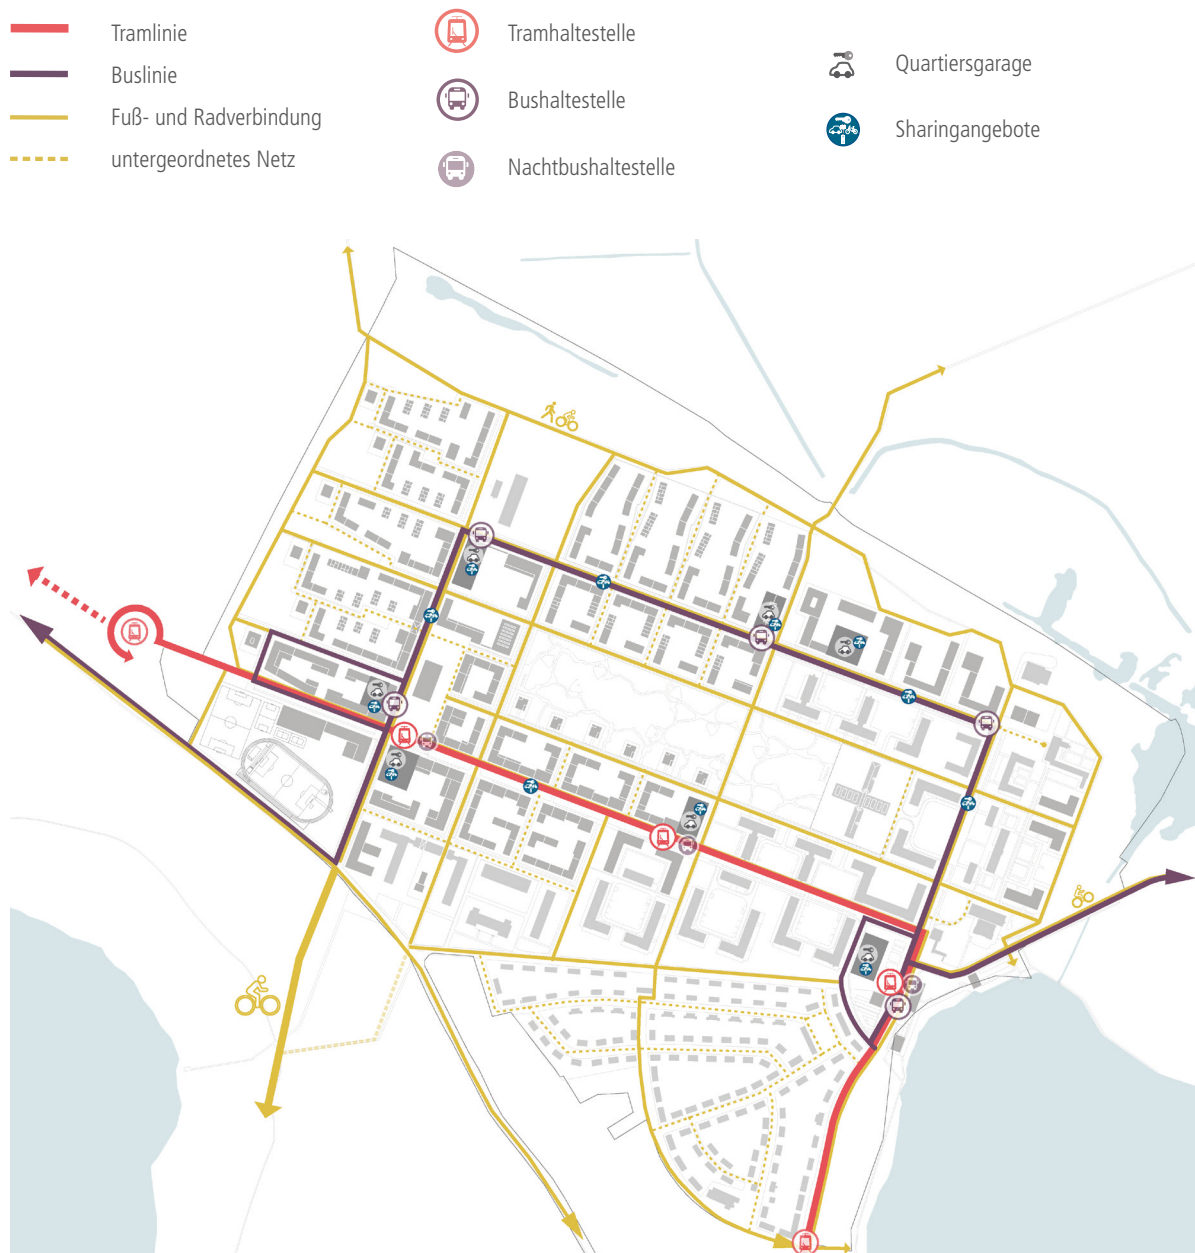 Tramlinie
Buslinie
Fuß- und Radverbindung
untergeordnetes Netz
Tramhaltestelle
Bushaltestelle
Nachtbushaltestelle
Quartiersgarage
Sharingangebote